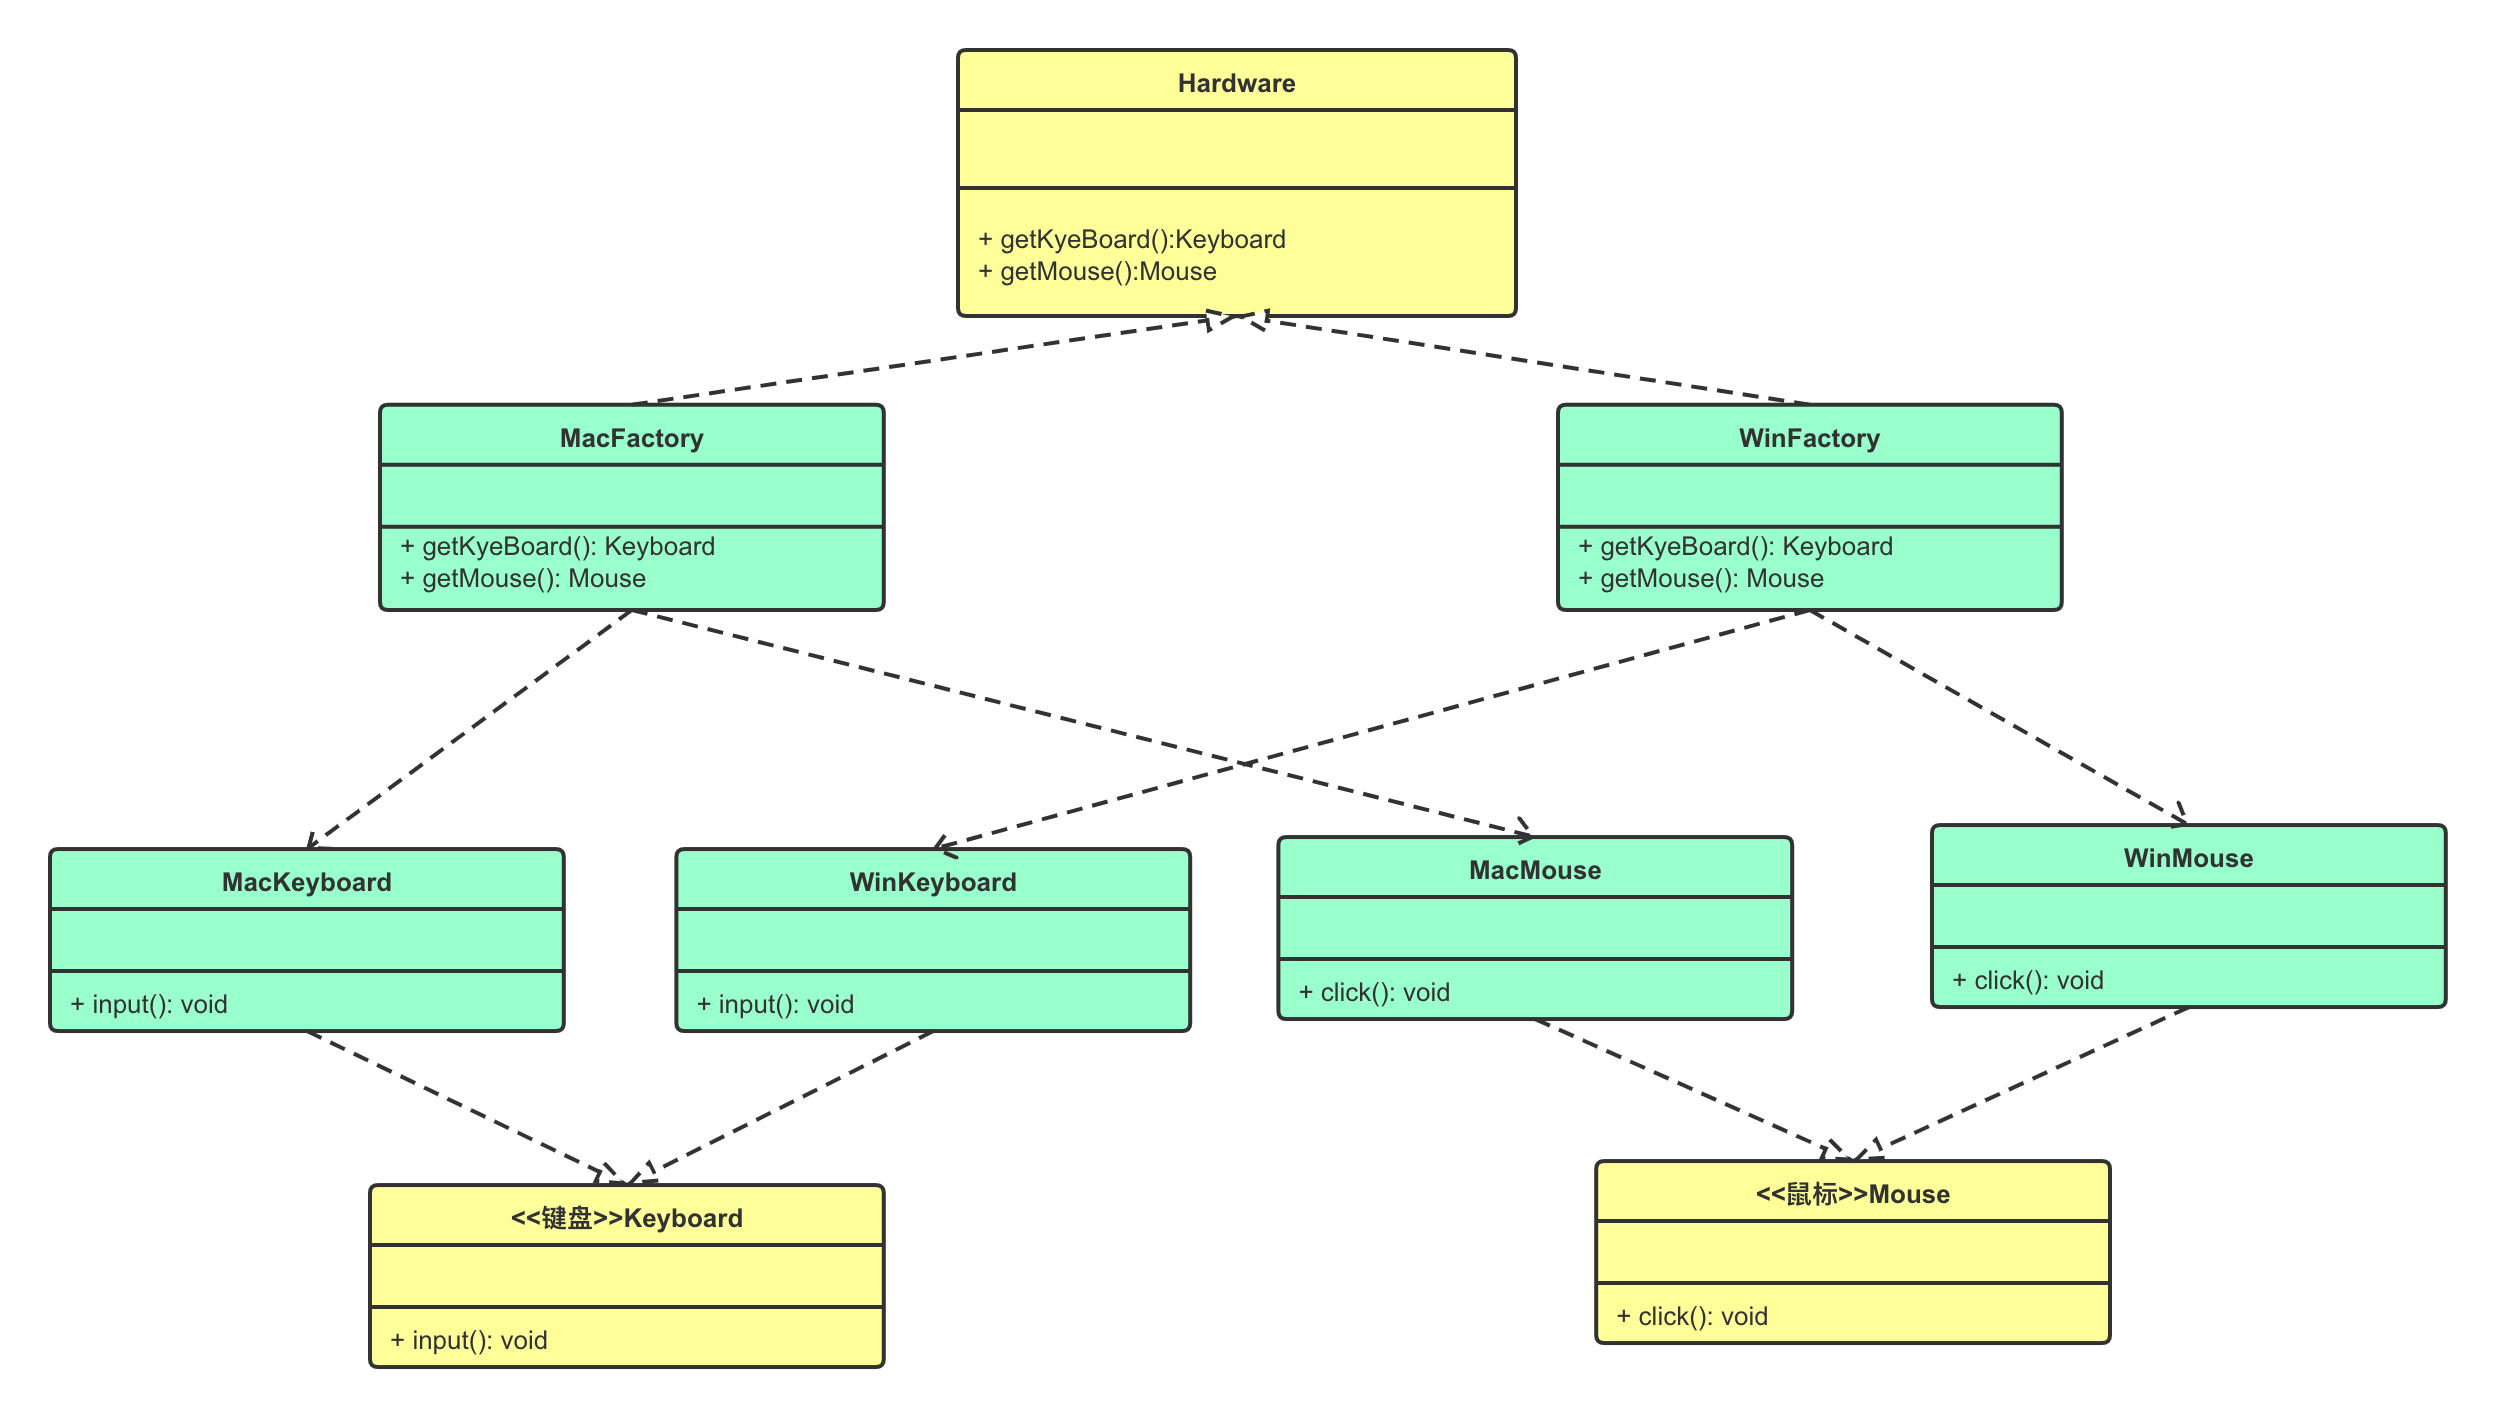 Hardware
+ getKyeBoard():Keyboard
+ getMouse():Mouse
MacFactory
+ getKyeBoard(): Keyboard
+ getMouse(): Mouse
WinFactory
+ getKyeBoard(): Keyboard
+ getMouse(): Mouse
MacKeyboard
+ input(): void
WinKeyboard
+ input(): void
MacMouse
+ click(): void
WinMouse
+ click(): void
<<键盘>>Keyboard
+ input(): void
<<鼠标>>Mouse
+ click(): void